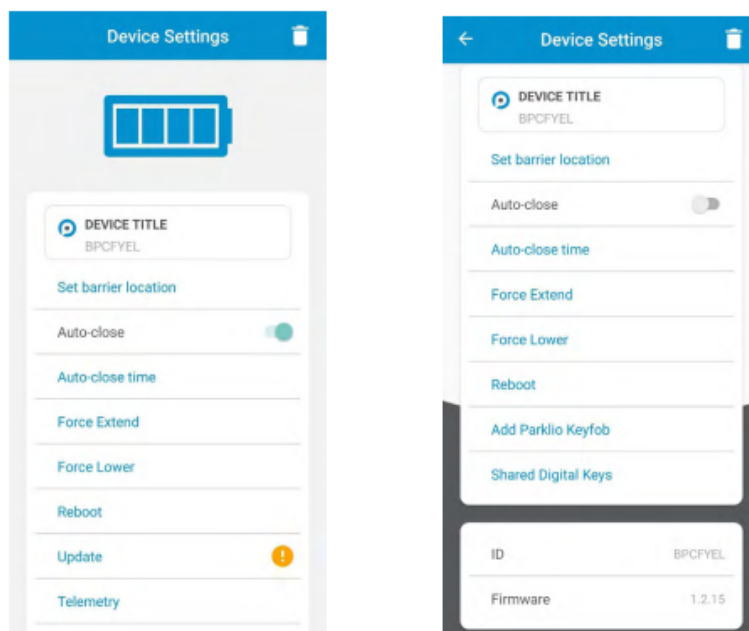 Device Settings
DEVICE TITLE
BPCFYEL
Set barrier location
Auto-close
Auto-close time
Force Extend
Force Lower
Reboot
Update
Telemetry
Device Settings
DEVICE TITLE
BPCFYEL
Set barrier location
Auto-close
Auto-close time
Force Extend
Force Lower
Reboot
Add Parklio Keyfob
Shared Digital Keys
ID BPCFYEL
Firmware 1.2.15